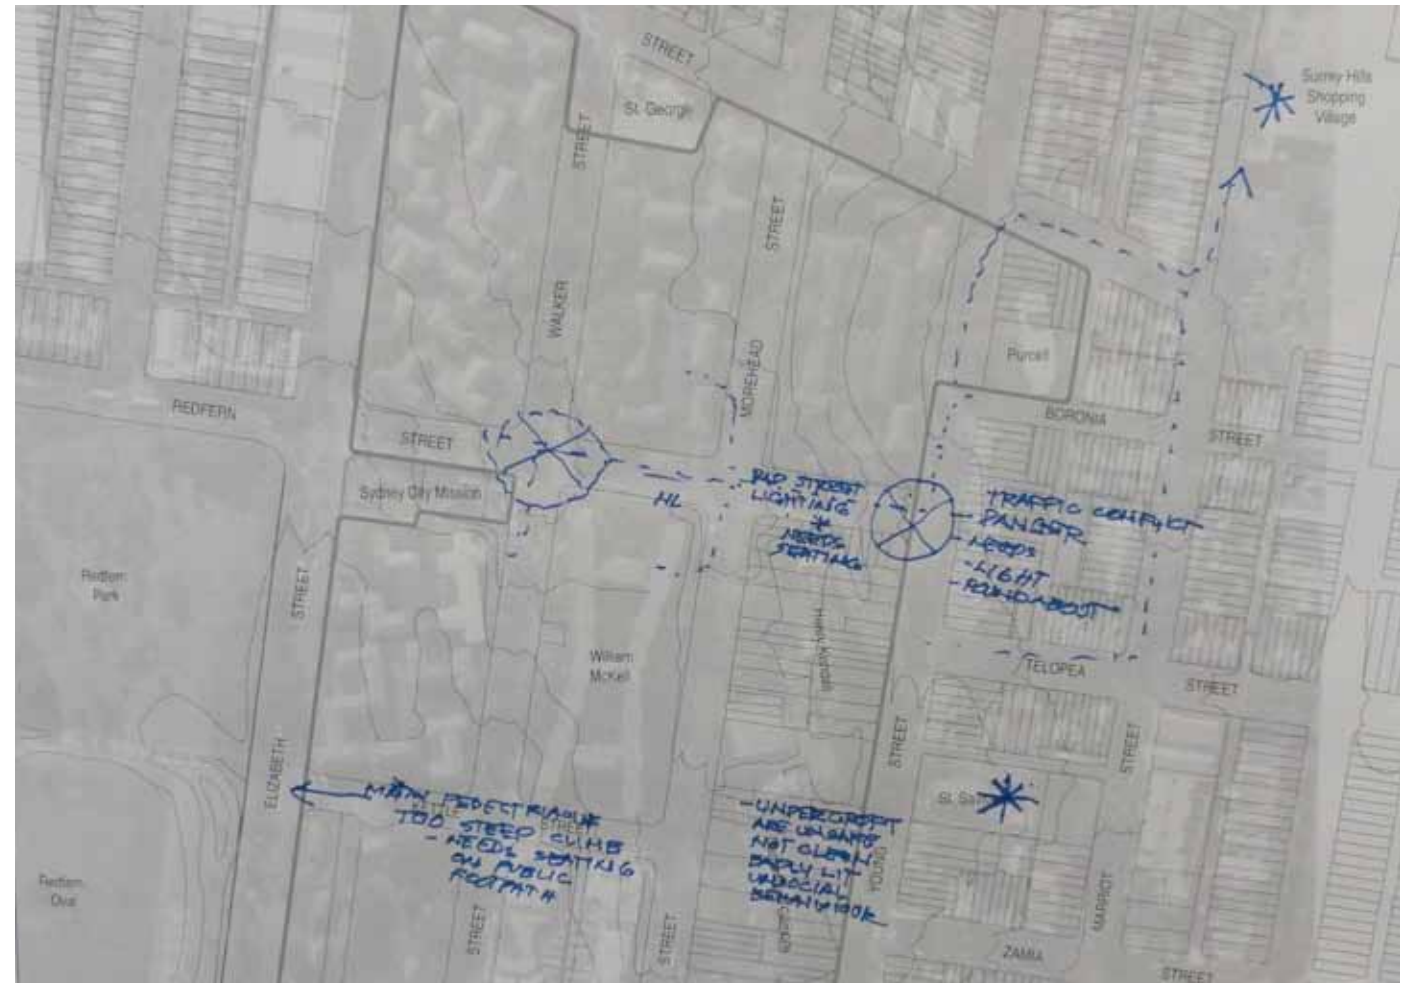 STREET
St. George
Surrey Hills
Shopping
Village
STREET
STREET
WALKER
MOREHEAD
Purcell
REDFERN
STREET
BORONIA
STREET
Sydney City Mission
HL
BAD STREET
LIGHTING
*
NEEDS
SEATING
- TRAFFIC CONFLICT
- DANGER
- NEEDS
- LIGHT
- ROUNDABOUT
Redfern
Park
STREET
William
McKell
TELOPEA
STREET
ELIZABETH
STREET
STREET
MAIN PEDESTRIAN
TOO STEEP CLIMB
- NEEDS SEATING
ON PUBLIC
FOOTPATH
STREET
- UNDERCROFT
ARE UNSAFE
NOT CLEAN
BADLY LIT
UNSOCIAL
BEHAVIOUR
YOUNG
Redfern
Oval
STREET
STREET
MARRIOT
ZAMIA
STREET